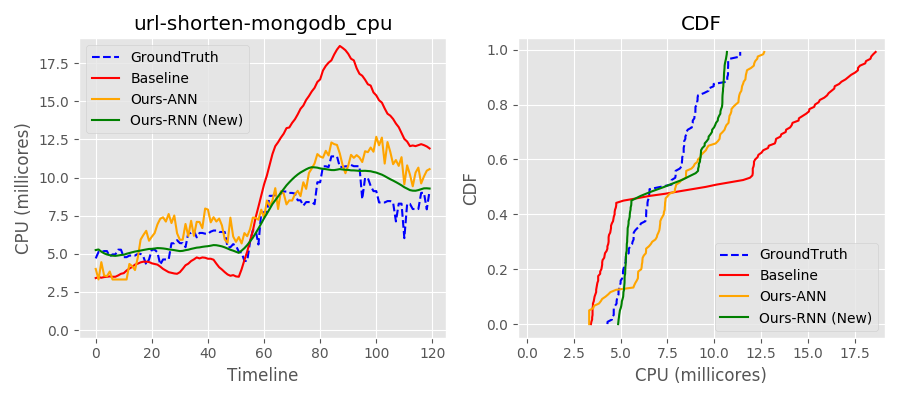 url-shorten-mongodb_cpu
CPU (millicores)
17.5
15.0
12.5
10.0
7.5
5.0
2.5
0.0
GroundTruth
Baseline
Ours-ANN
Ours-RNN (New)
0
20
40
60
80
100
120
Timeline
CDF
CDF
1.0
0.8
0.6
0.4
0.2
0.0
GroundTruth
Baseline
Ours-ANN
Ours-RNN (New)
0.0
2.5
5.0
7.5
10.0
12.5
15.0
17.5
CPU (millicores)